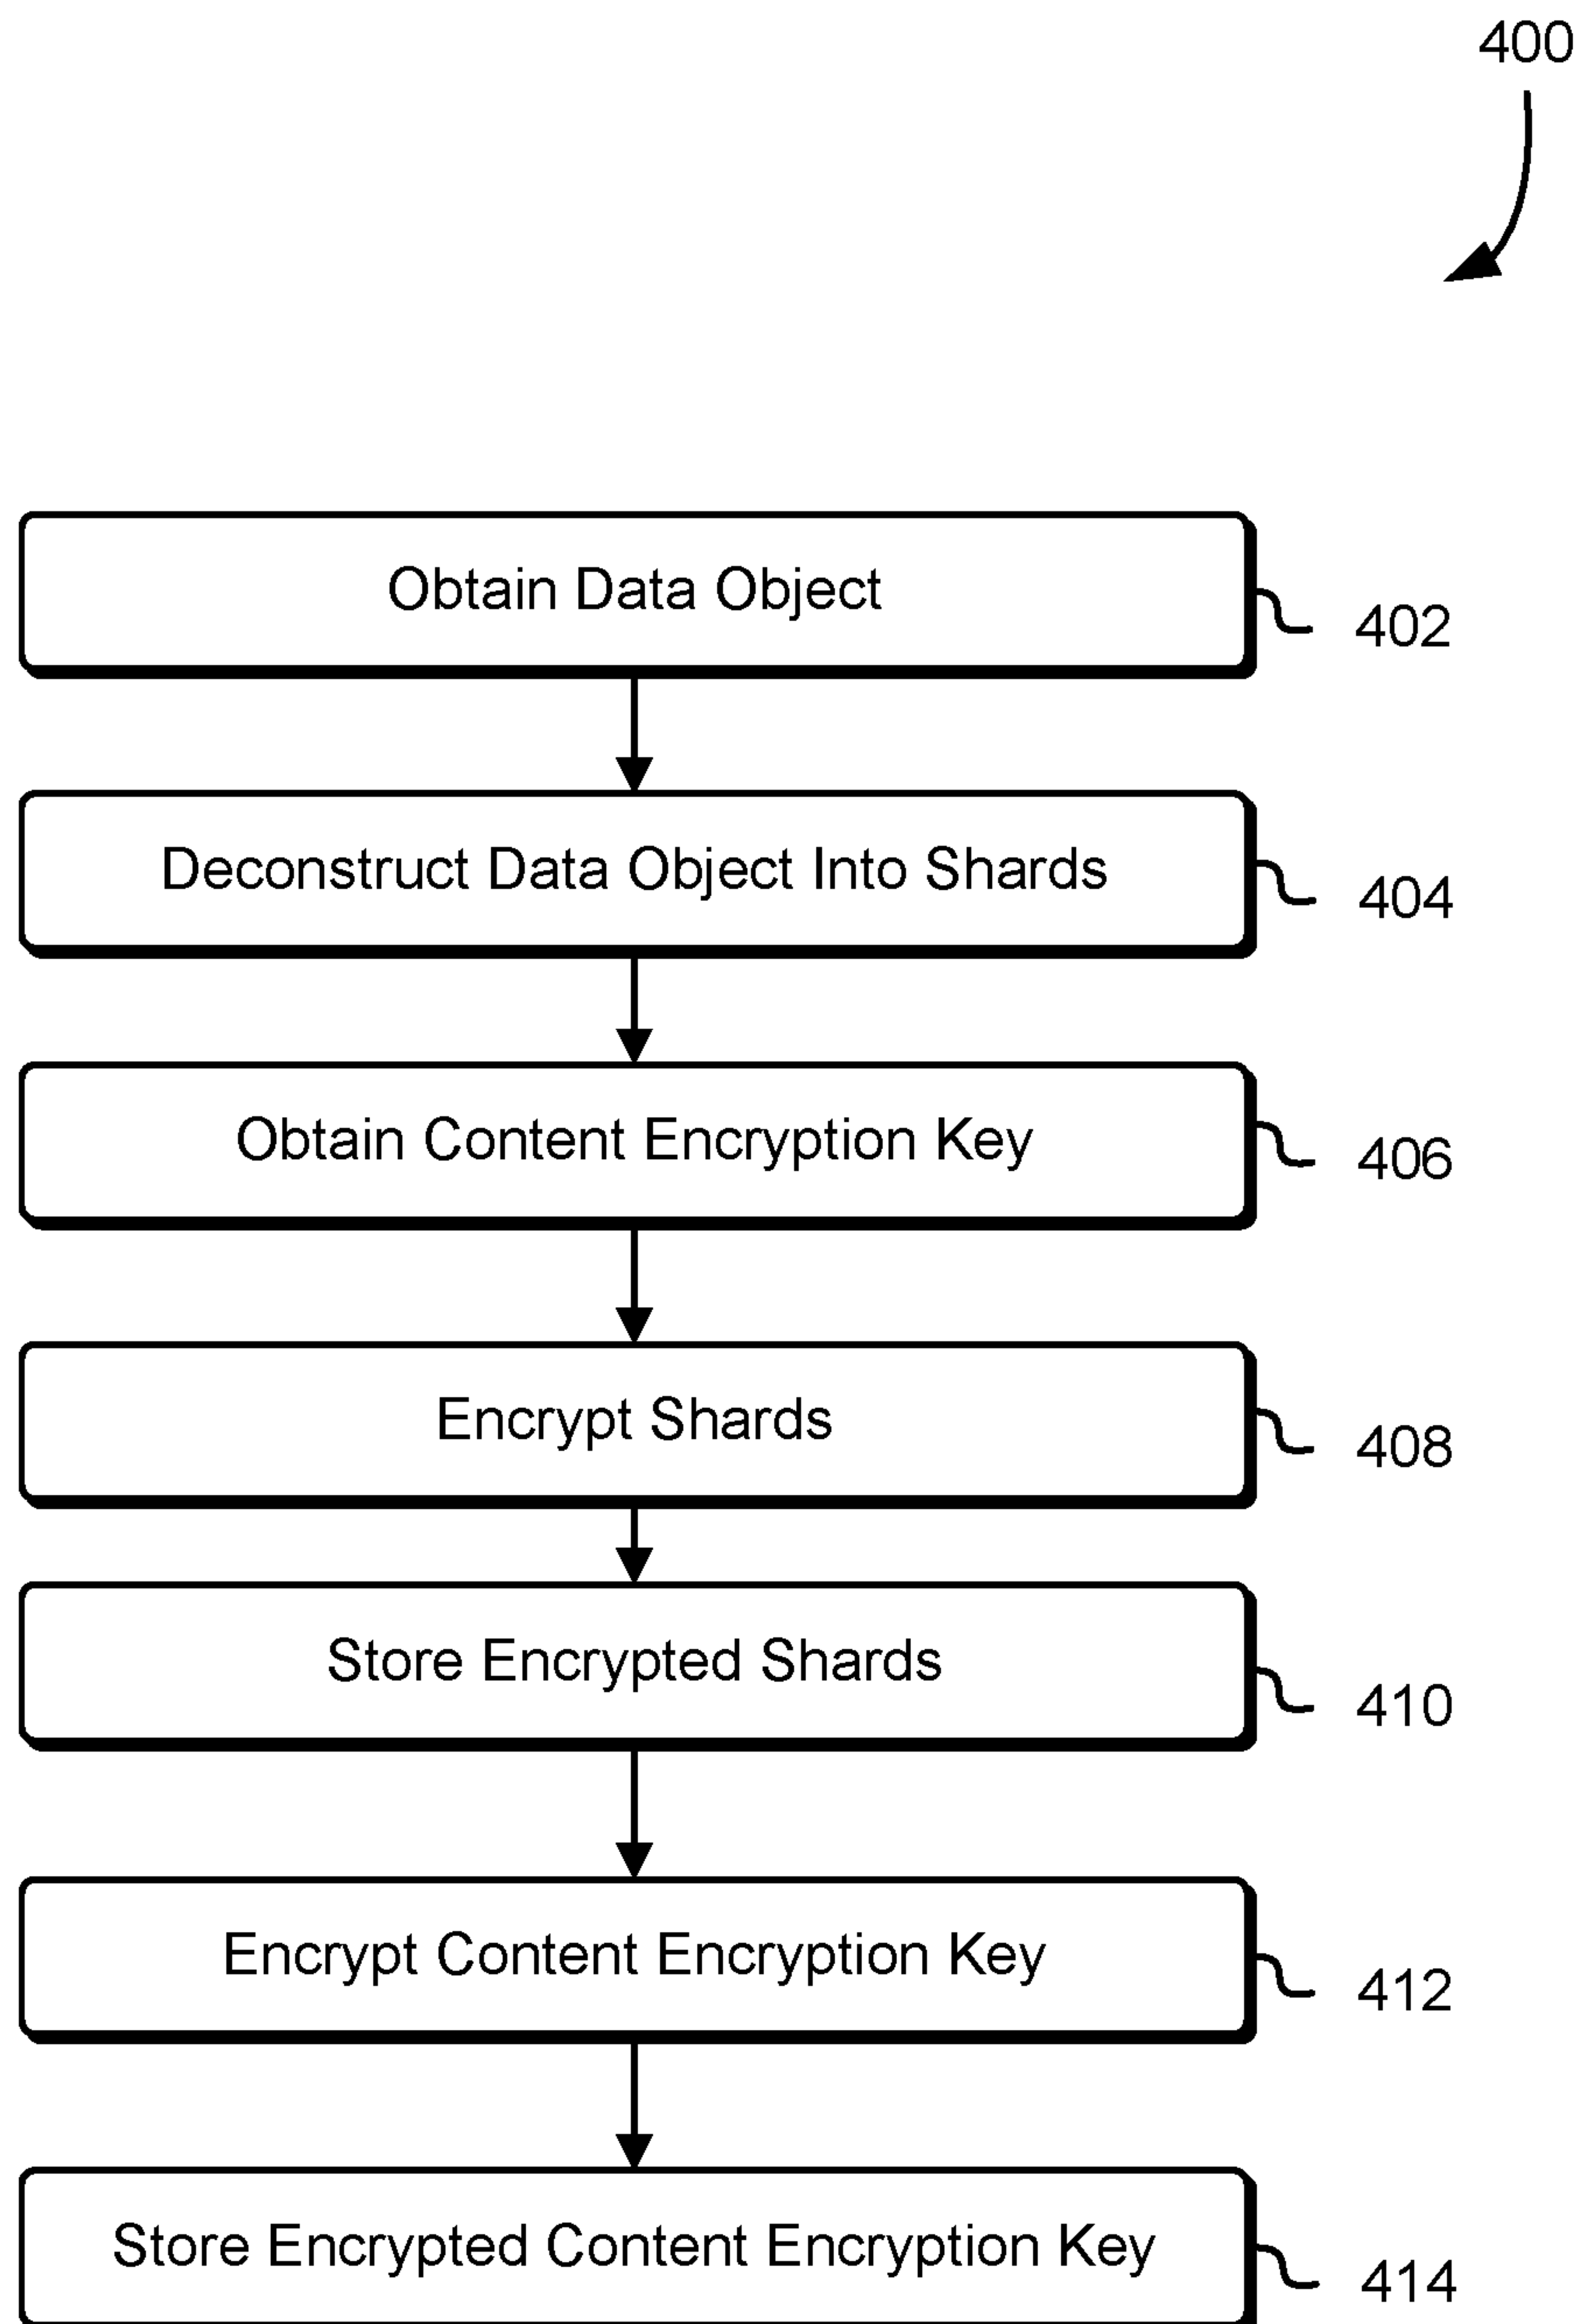 400
Obtain Data Object
402
Deconstruct Data Object Into Shards
404
Obtain Content Encryption Key
406
Encrypt Shards
408
Store Encrypted Shards
410
Encrypt Content Encryption Key
412
Store Encrypted Content Encryption Key
414